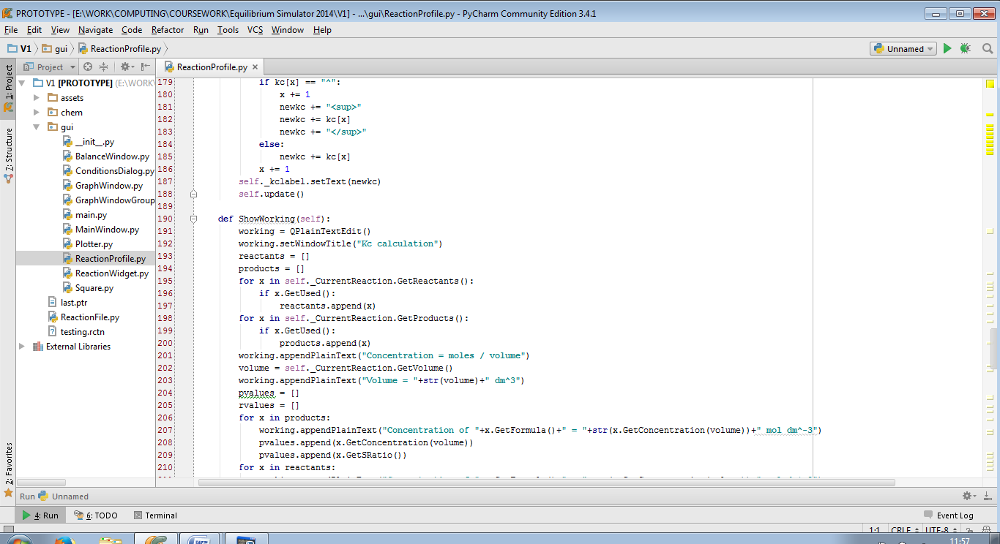 PROTOTYPE - [E:\WORK\COMPUTING\COURSEWORK\Equilibrium Simulator 2014\V1] - ...\gui\ReactionProfile.py - PyCharm Community Edition 3.4.1
File Edit View Navigate Code Refactor Run Tools VCS Window Help
V1 gui ReactionProfile.py Unnamed
1: Project
7: Structure
2: Favorites
Project
V1 [PROTOTYPE] (E:\WORK\
assets
chem
gui
__init__.py
BalanceWindow.py
ConditionsDialog.py
GraphWindow.py
GraphWindowGroup
main.py
MainWindow.py
Plotter.py
ReactionProfile.py
ReactionWidget.py
Square.py
last.ptr
ReactionFile.py
testing.rctn
External Libraries
ReactionProfile.py
179 if kc[x] == "^":
180 x += 1
181 newkc += "<sup>"
182 newkc += kc[x]
183 newkc += "</sup>"
184 else:
185 newkc += kc[x]
186 x += 1
187 self._kclabel.setText(newkc)
188 self.update()
189
190 def ShowWorking(self):
191 working = QPlainTextEdit()
192 working.setWindowTitle("Kc calculation")
193 reactants = []
194 products = []
195 for x in self._CurrentReaction.GetReactants():
196 if x.GetUsed():
197 reactants.append(x)
198 for x in self._CurrentReaction.GetProducts():
199 if x.GetUsed():
200 products.append(x)
201 working.appendPlainText("Concentration = moles / volume")
202 volume = self._CurrentReaction.GetVolume()
203 working.appendPlainText("Volume = "+str(volume)+" dm^3")
204 pvalues = []
205 rvalues = []
206 for x in products:
207 working.appendPlainText("Concentration of "+x.GetFormula()+" = "+str(x.GetConcentration(volume))+" mol dm^-3")
208 pvalues.append(x.GetConcentration(volume))
209 pvalues.append(x.GetSRatio())
210 for x in reactants:
Run Unnamed
4: Run 6: TODO Terminal Event Log
1:1 CRLF UTF-8
11:57